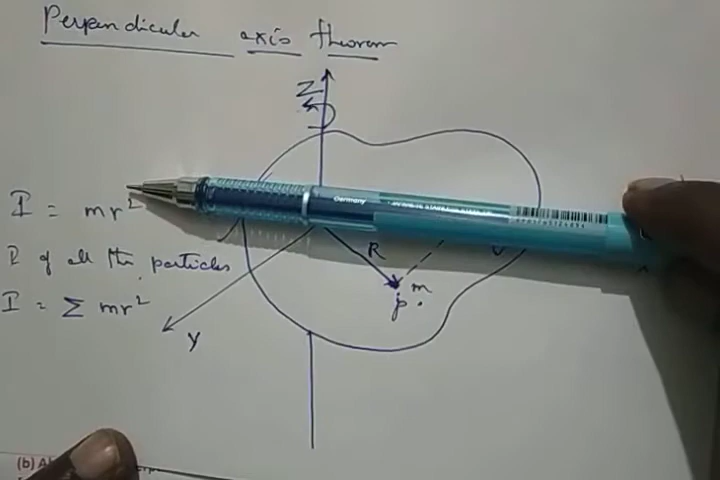 Perpendicular axis theorem
Z
I = mr²
Germany
R
I of all the particles
m
p
I = Σ mr²
Y
(b)